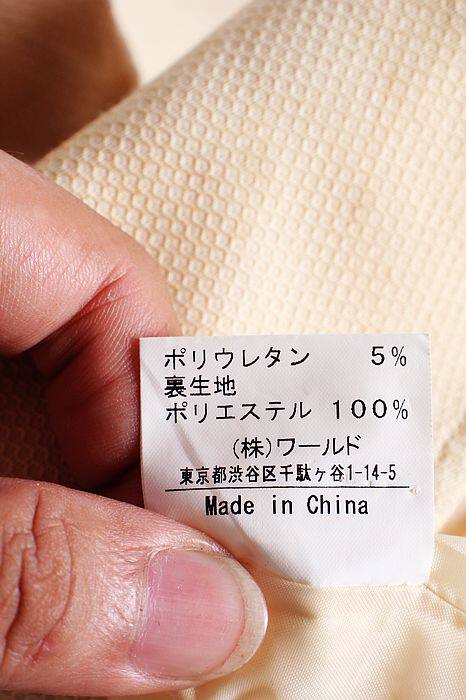 ポリウレタン 5%
裏生地
ポリエステル 100%
(株)ワールド
東京都渋谷区千駄ヶ谷1-14-5
Made in China